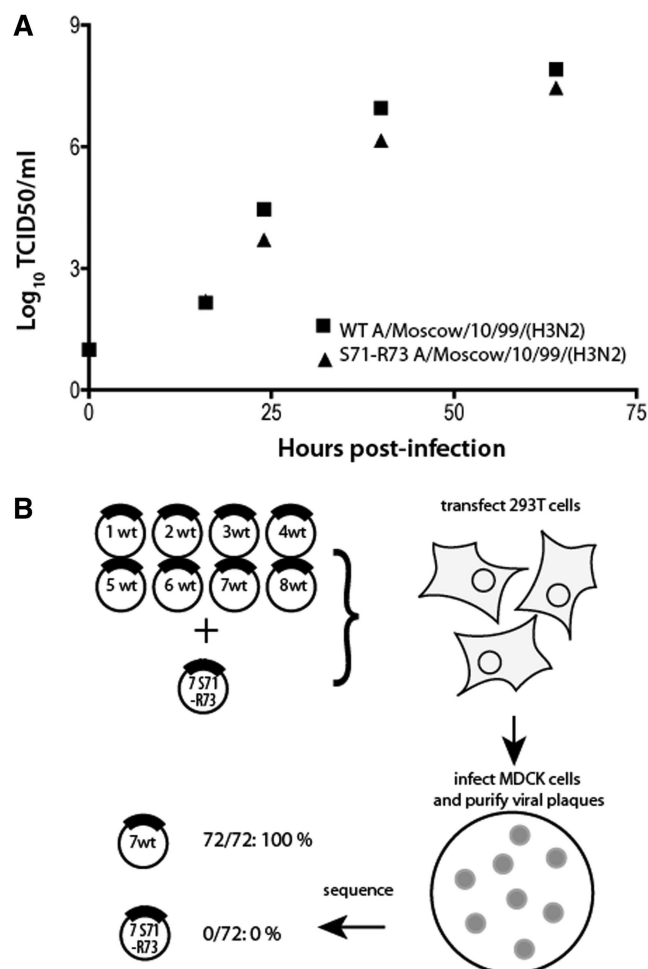 A
9
6
3
0
Log10 TCID50/ml
WT A/Moscow/10/99/(H3N2)
S71-R73 A/Moscow/10/99/(H3N2)
0
25
50
75
Hours post-infection
B
1 wt
2 wt
3wt
4wt
5 wt
6 wt
7wt
8wt
+
7 S71
-R73
transfect 293T cells
infect MDCK cells
and purify viral plaques
7wt
72/72: 100 %
sequence
7 S71
-R73
0/72: 0 %